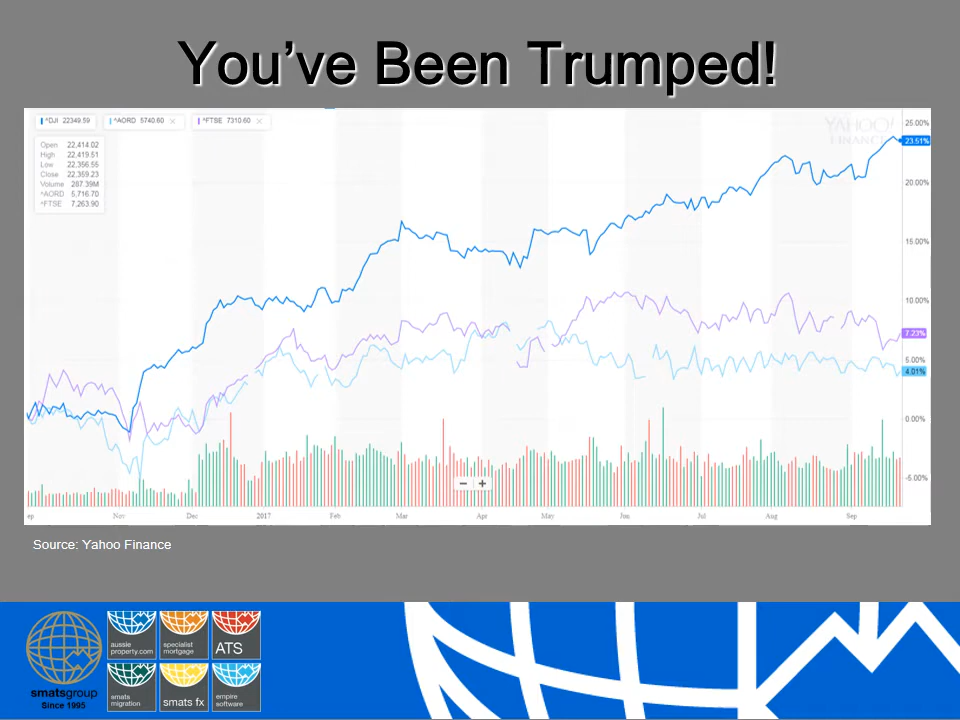 You’ve Been Trumped!
^DJI 22349.59 ^AORD 5740.60 ^FTSE 7310.60
YAHOO!
FINANCE
Open 22,414.02
High 22,419.51
Low 22,356.55
Close 22,359.23
Volume 287.39M
^AORD 5,716.70
^FTSE 7,263.90
25.00%
23.51%
20.00%
15.00%
10.00%
7.23%
5.00%
4.01%
0.00%
-5.00%
ep Nov Dec 2017 Feb Mar Apr May Jun Jul Aug Sep
Source: Yahoo Finance
aussie
property.com
specialist
mortgage
ATS
smats
migration
smats fx
empire
software
smatsgroup
Since 1995